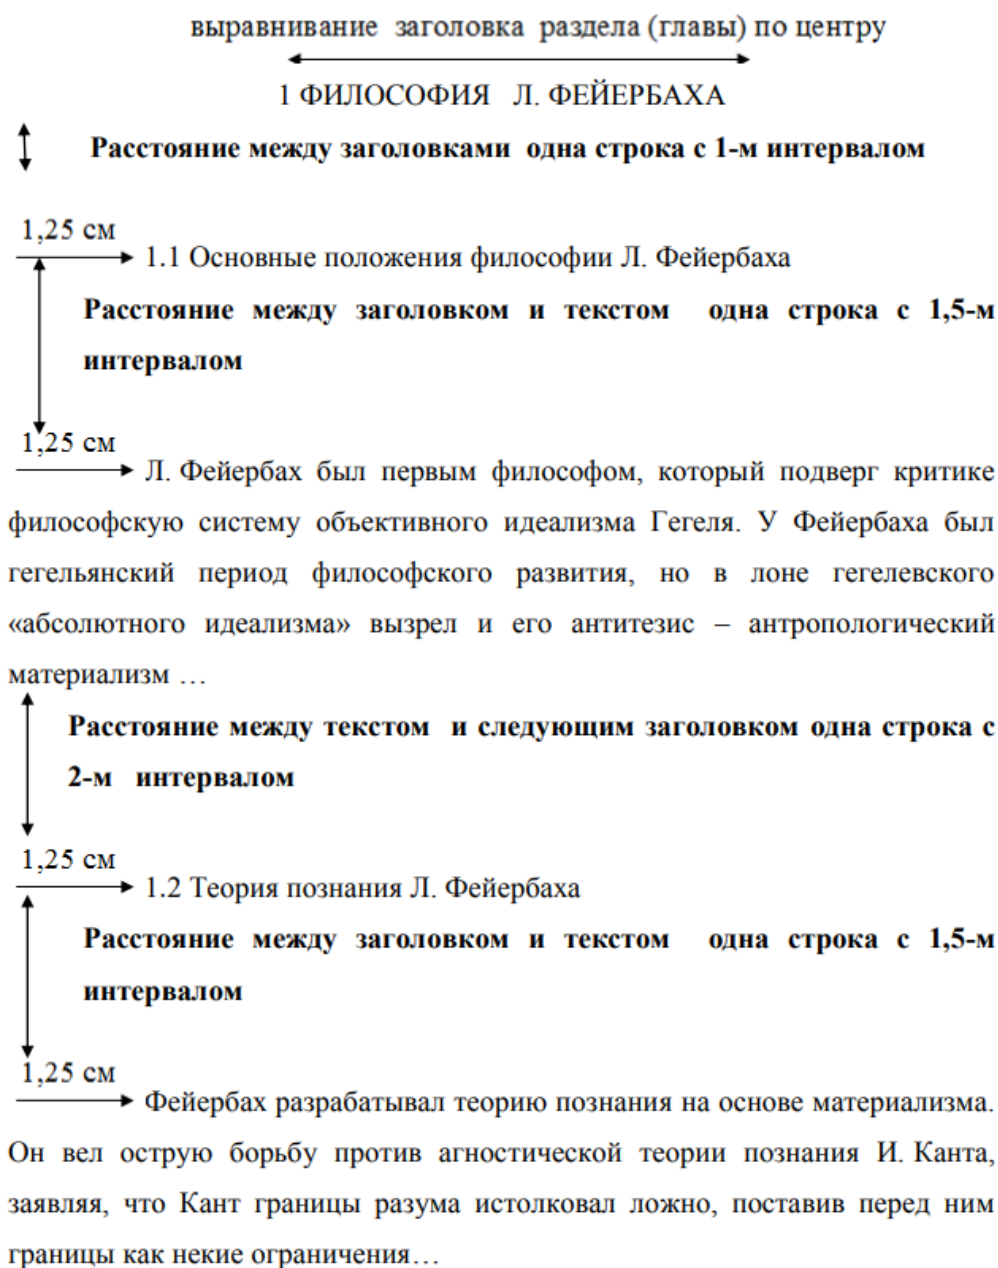 выравнивание заголовка раздела (главы) по центру
1 ФИЛОСОФИЯ Л. ФЕЙЕРБАХА
Расстояние между заголовками одна строка с 1-м интервалом
1,25 см
1.1 Основные положения философии Л. Фейербаха
Расстояние между заголовком и текстом одна строка с 1,5-м
интервалом
1,25 см
Л. Фейербах был первым философом, который подверг критике
философскую систему объективного идеализма Гегеля. У Фейербаха был
гегельянский период философского развития, но в лоне гегелевского
«абсолютного идеализма» вызрел и его антитезис – антропологический
материализм …
Расстояние между текстом и следующим заголовком одна строка с
2-м интервалом
1,25 см
1.2 Теория познания Л. Фейербаха
Расстояние между заголовком и текстом одна строка с 1,5-м
интервалом
1,25 см
Фейербах разрабатывал теорию познания на основе материализма.
Он вел острую борьбу против агностической теории познания И. Канта,
заявляя, что Кант границы разума истолковал ложно, поставив перед ним
границы как некие ограничения…